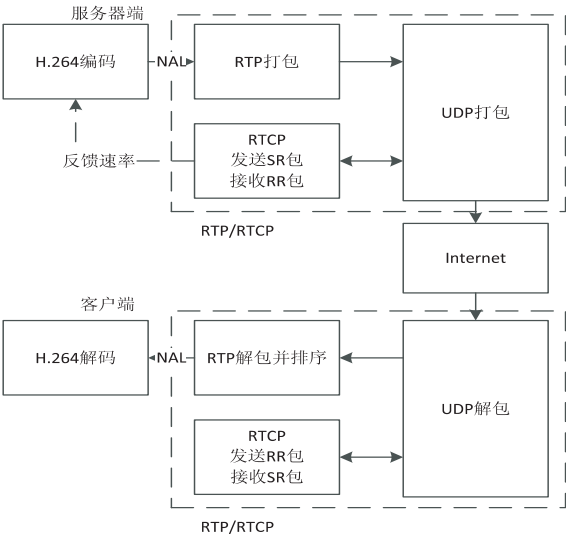 服务器端
H.264编码
NAL
RTP打包
UDP打包
反馈速率
RTCP
发送SR包
接收RR包
RTP/RTCP
Internet
客户端
H.264解码
NAL
RTP解包并排序
UDP解包
RTCP
发送RR包
接收SR包
RTP/RTCP